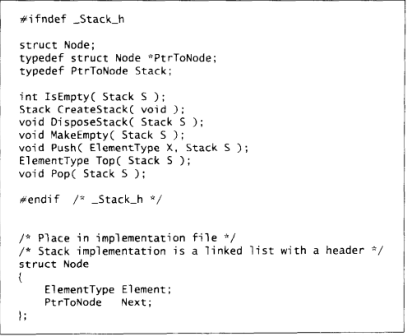 #ifndef _Stack_h
struct Node;
typedef struct Node *PtrToNode;
typedef PtrToNode Stack;
int IsEmpty( Stack S );
Stack CreateStack( void );
void DisposeStack( Stack S );
void MakeEmpty( Stack S );
void Push( ElementType X, Stack S );
ElementType Top( Stack S );
void Pop( Stack S );
#endif /* _Stack_h */
/* Place in implementation file */
/* Stack implementation is a linked list with a header */
struct Node
{
ElementType Element;
PtrToNode Next;
};